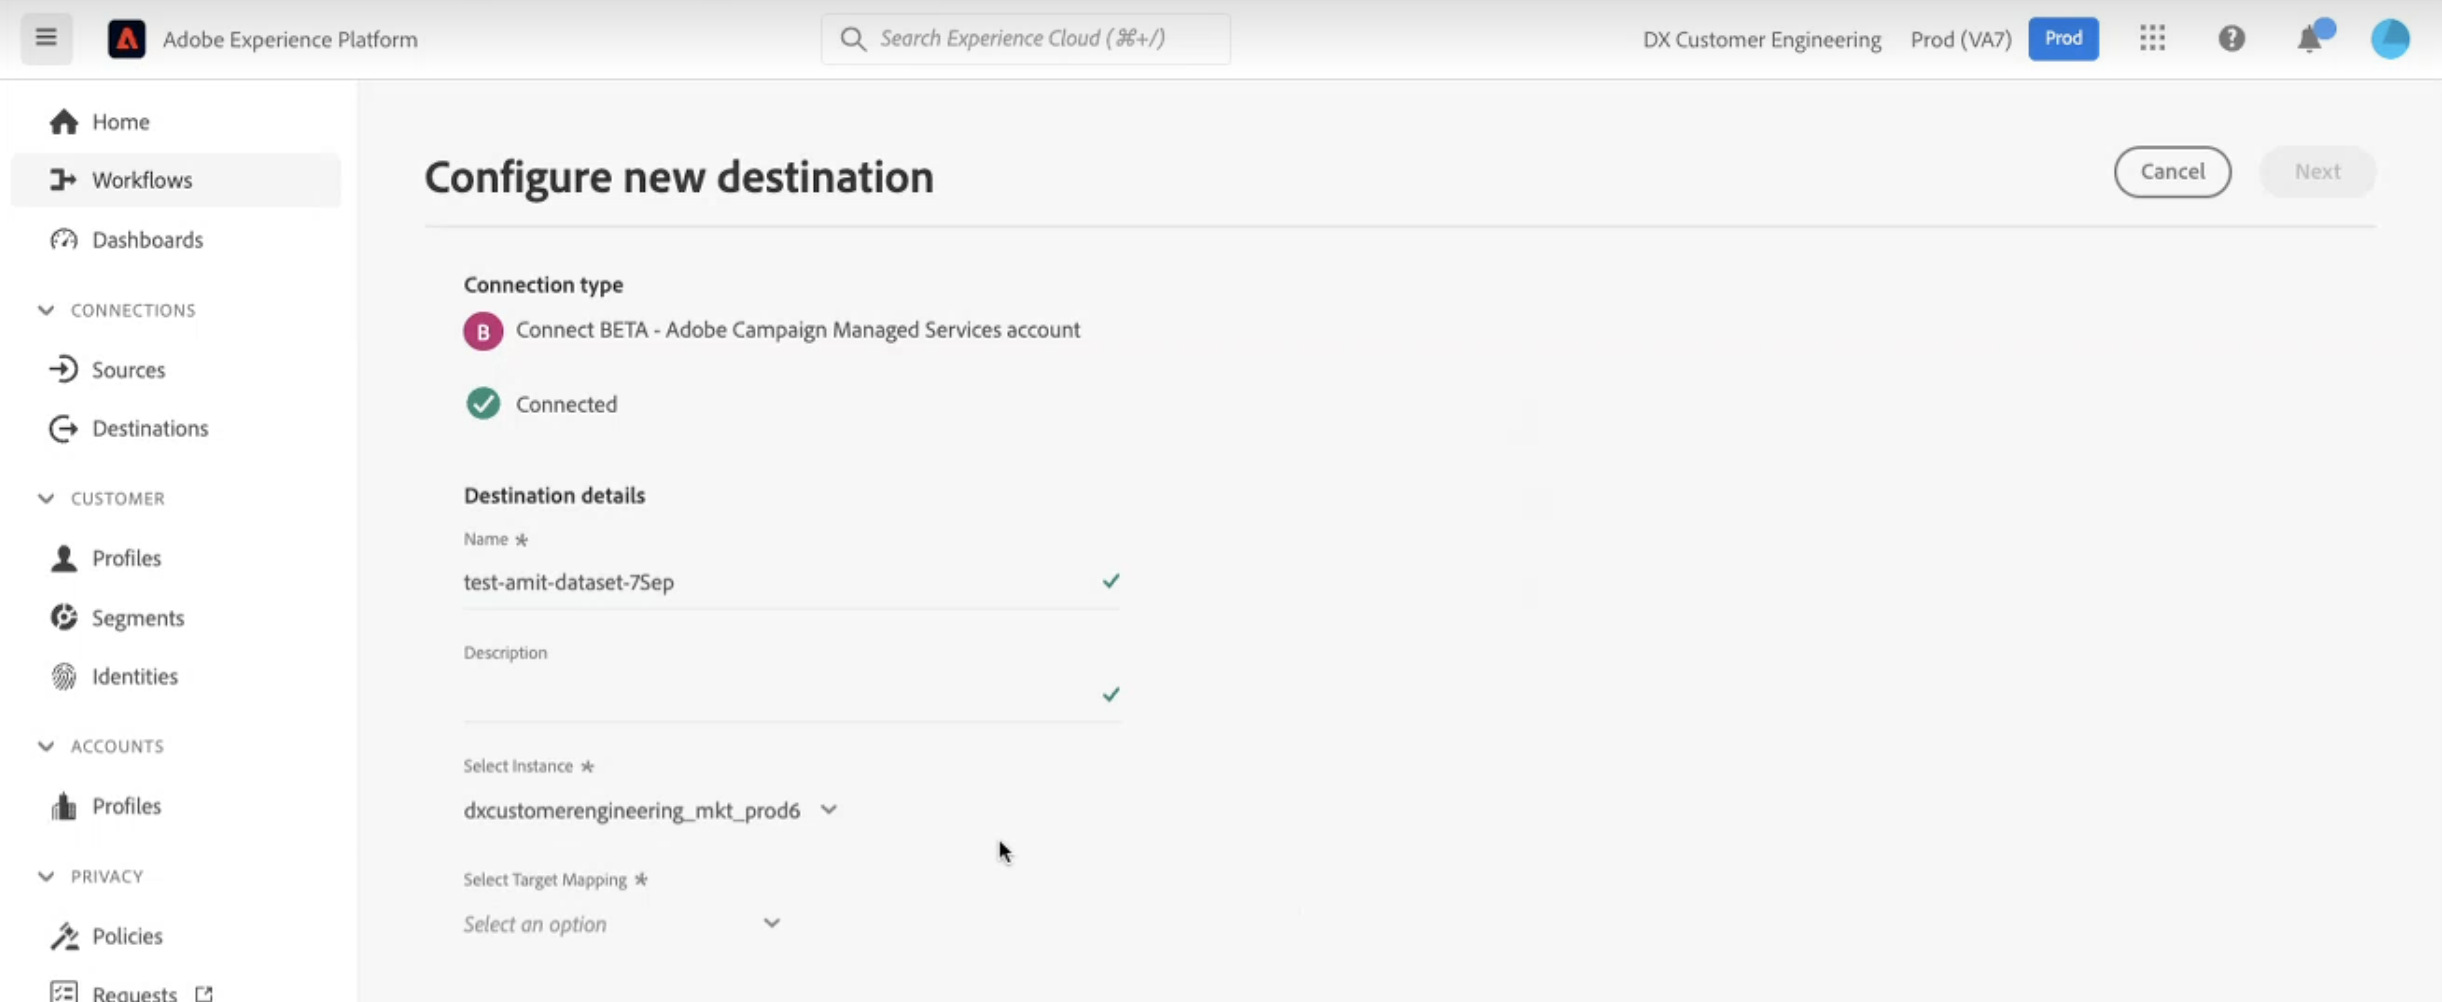 Adobe Experience Platform
Search Experience Cloud (⌘+/)
DX Customer Engineering
Prod (VA7)
Prod
Home
Workflows
Dashboards
CONNECTIONS
Sources
Destinations
CUSTOMER
Profiles
Segments
Identities
ACCOUNTS
Profiles
PRIVACY
Policies
Requests
Configure new destination
Cancel
Next
Connection type
B
Connect BETA - Adobe Campaign Managed Services account
Connected
Destination details
Name *
test-amit-dataset-7Sep
Description
Select Instance *
dxcustomerengineering_mkt_prod6
Select Target Mapping *
Select an option